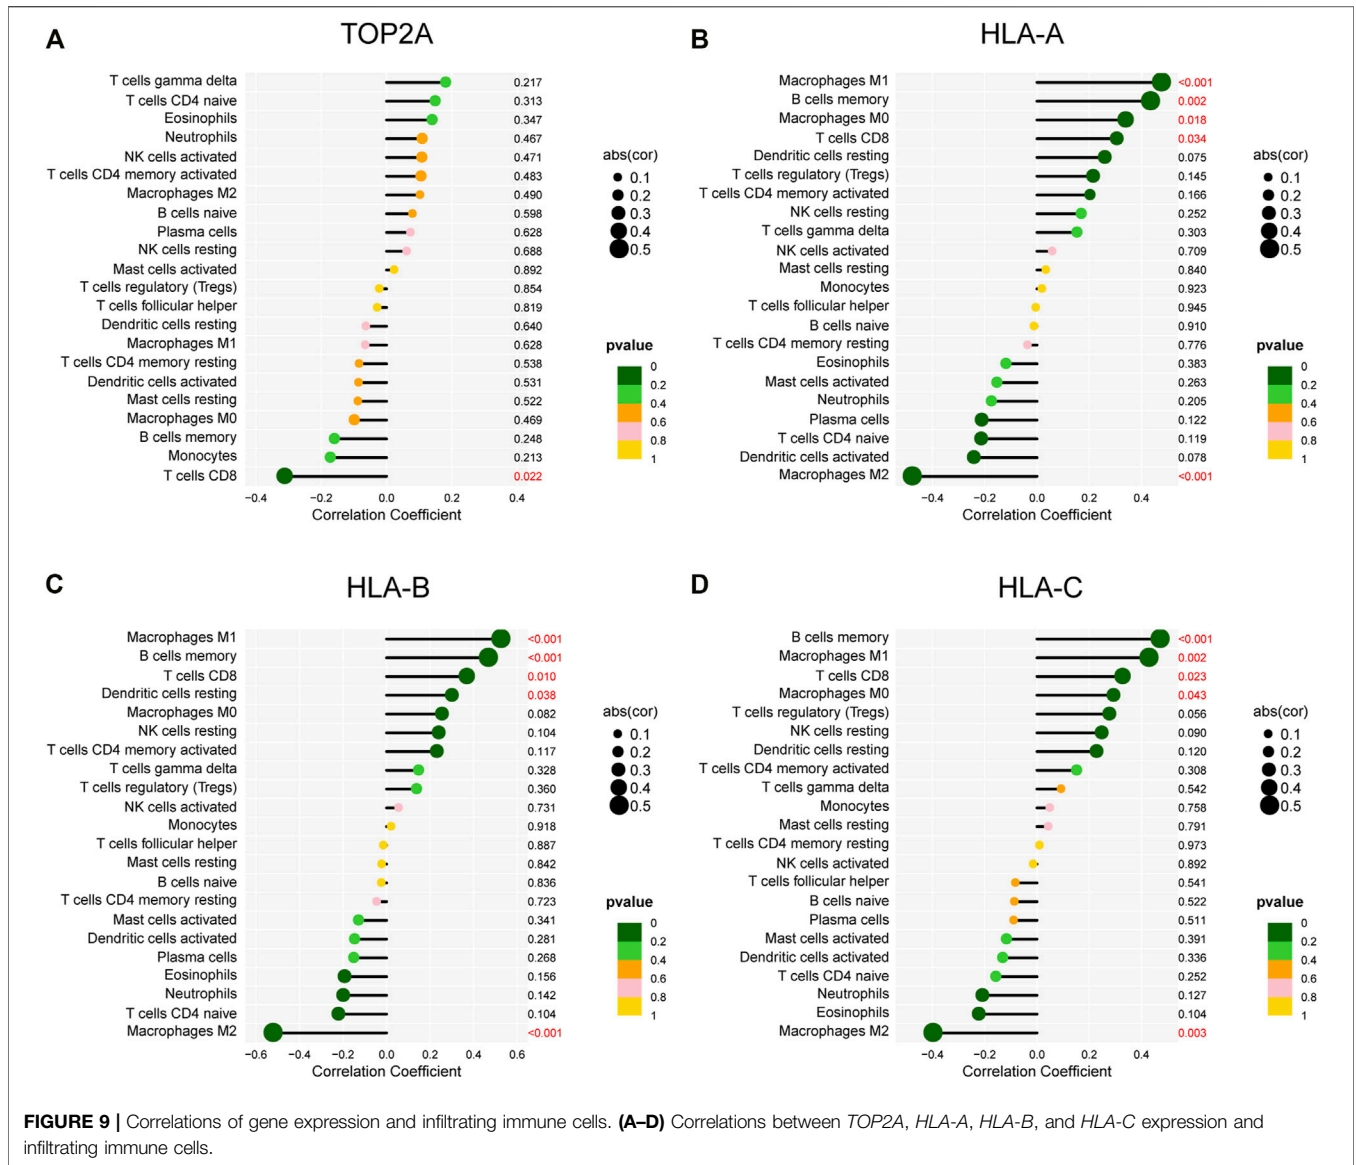 A
TOP2A
T cells gamma delta 0.217
T cells CD4 naive 0.313
Eosinophils 0.347
Neutrophils 0.467
NK cells activated 0.471
T cells CD4 memory activated 0.483
Macrophages M2 0.490
B cells naive 0.598
Plasma cells 0.628
NK cells resting 0.688
Mast cells activated 0.892
T cells regulatory (Tregs) 0.854
T cells follicular helper 0.819
Dendritic cells resting 0.640
Macrophages M1 0.628
T cells CD4 memory resting 0.538
Dendritic cells activated 0.531
Mast cells resting 0.522
Macrophages M0 0.469
B cells memory 0.248
Monocytes 0.213
T cells CD8 0.022
−0.4 −0.2 0.0 0.2 0.4
Correlation Coefficient
abs(cor)
0.1
0.2
0.3
0.4
0.5
pvalue
0
0.2
0.4
0.6
0.8
1
B
HLA-A
Macrophages M1 <0.001
B cells memory 0.002
Macrophages M0 0.018
T cells CD8 0.034
Dendritic cells resting 0.075
T cells regulatory (Tregs) 0.145
T cells CD4 memory activated 0.166
NK cells resting 0.252
T cells gamma delta 0.303
NK cells activated 0.709
Mast cells resting 0.840
Monocytes 0.923
T cells follicular helper 0.945
B cells naive 0.910
T cells CD4 memory resting 0.776
Eosinophils 0.383
Mast cells activated 0.263
Neutrophils 0.205
Plasma cells 0.122
T cells CD4 naive 0.119
Dendritic cells activated 0.078
Macrophages M2 <0.001
−0.4 −0.2 0.0 0.2 0.4
Correlation Coefficient
abs(cor)
0.1
0.2
0.3
0.4
0.5
pvalue
0
0.2
0.4
0.6
0.8
1
C
HLA-B
Macrophages M1 <0.001
B cells memory <0.001
T cells CD8 0.010
Dendritic cells resting 0.038
Macrophages M0 0.082
NK cells resting 0.104
T cells CD4 memory activated 0.117
T cells gamma delta 0.328
T cells regulatory (Tregs) 0.360
NK cells activated 0.731
Monocytes 0.918
T cells follicular helper 0.887
Mast cells resting 0.842
B cells naive 0.836
T cells CD4 memory resting 0.723
Mast cells activated 0.341
Dendritic cells activated 0.281
Plasma cells 0.268
Eosinophils 0.156
Neutrophils 0.142
T cells CD4 naive 0.104
Macrophages M2 <0.001
−0.6 −0.4 −0.2 0.0 0.2 0.4 0.6
Correlation Coefficient
abs(cor)
0.1
0.2
0.3
0.4
0.5
pvalue
0
0.2
0.4
0.6
0.8
1
D
HLA-C
B cells memory <0.001
Macrophages M1 0.002
T cells CD8 0.023
Macrophages M0 0.043
T cells regulatory (Tregs) 0.056
NK cells resting 0.090
Dendritic cells resting 0.120
T cells CD4 memory activated 0.308
T cells gamma delta 0.542
Monocytes 0.758
Mast cells resting 0.791
T cells CD4 memory resting 0.973
NK cells activated 0.892
T cells follicular helper 0.541
B cells naive 0.522
Plasma cells 0.511
Mast cells activated 0.391
Dendritic cells activated 0.336
T cells CD4 naive 0.252
Neutrophils 0.127
Eosinophils 0.104
Macrophages M2 0.003
−0.4 −0.2 0.0 0.2 0.4
Correlation Coefficient
abs(cor)
0.1
0.2
0.3
0.4
0.5
pvalue
0
0.2
0.4
0.6
0.8
1
FIGURE 9 | Correlations of gene expression and infiltrating immune cells. (A–D) Correlations between TOP2A, HLA-A, HLA-B, and HLA-C expression and
infiltrating immune cells.